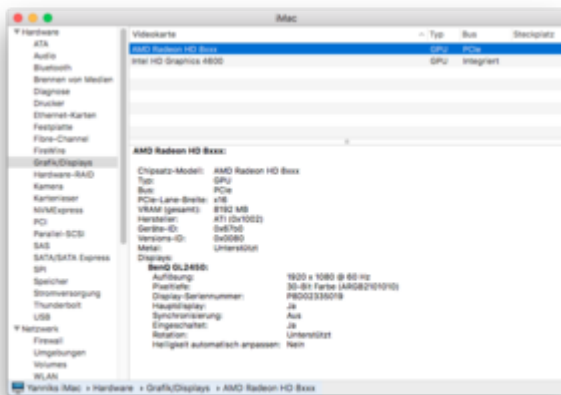 iMac
Hardware
ATA
Audio
Bluetooth
Brennen von Medien
Diagnose
Drucker
Ethernet-Karten
Festplatte
Fibre-Channel
FireWire
Grafik/Displays
Hardware-RAID
Kamera
Kartenleser
NVMExpress
PCI
Parallel-SCSI
SAS
SATA/SATA Express
SPI
Speicher
Stromversorgung
Thunderbolt
USB
Netzwerk
Firewall
Umgebungen
Volumes
WLAN
Videokarte Typ Bus Steckplatz
AMD Radeon HD 8xxx GPU PCIe
Intel HD Graphics 4600 GPU Integriert
AMD Radeon HD 8xxx:
Chipsatz-Modell: AMD Radeon HD 8xxx
Typ: GPU
Bus: PCIe
PCIe-Lane-Breite: x16
VRAM (gesamt): 8192 MB
Hersteller: ATI (0x1002)
Geräte-ID: 0x67b0
Versions-ID: 0x0080
Metal: Unterstützt
Displays:
BenQ GL2450:
Auflösung: 1920 x 1080 @ 60 Hz
Pixeltiefe: 30-Bit Farbe (ARGB2101010)
Display-Seriennummer: P8D02335019
Hauptdisplay: Ja
Synchronisierung: Aus
Eingeschaltet: Ja
Rotation: Unterstützt
Helligkeit automatisch anpassen: Nein
Yanniks iMac › Hardware › Grafik/Displays › AMD Radeon HD 8xxx